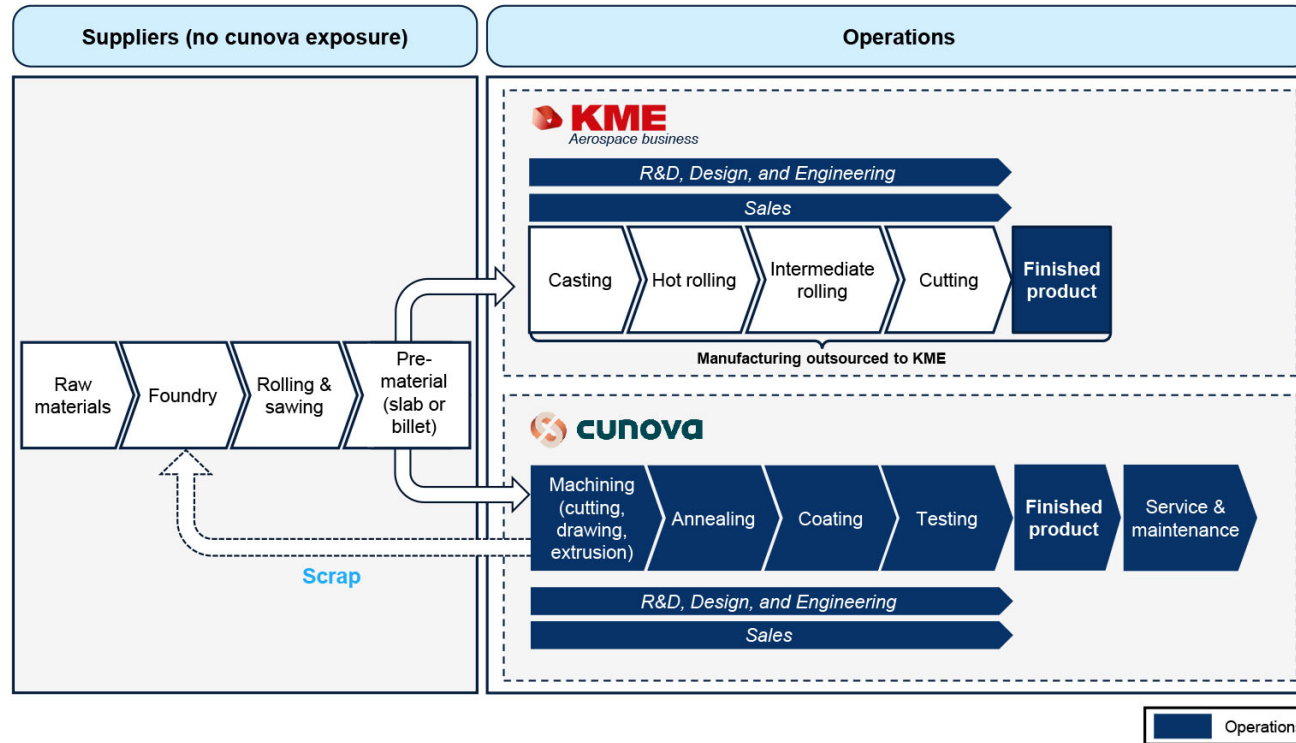 Suppliers (no cunova exposure)
Operations
KME
Aerospace business
R&D, Design, and Engineering
Sales
Casting
Hot rolling
Intermediate
rolling
Cutting
Finished
product
Manufacturing outsourced to KME
Raw
materials
Foundry
Rolling &
sawing
Pre-
material
(slab or
billet)
cunova
Machining
(cutting,
drawing,
extrusion)
Annealing
Coating
Testing
Finished
product
Service &
maintenance
Scrap
R&D, Design, and Engineering
Sales
Operations